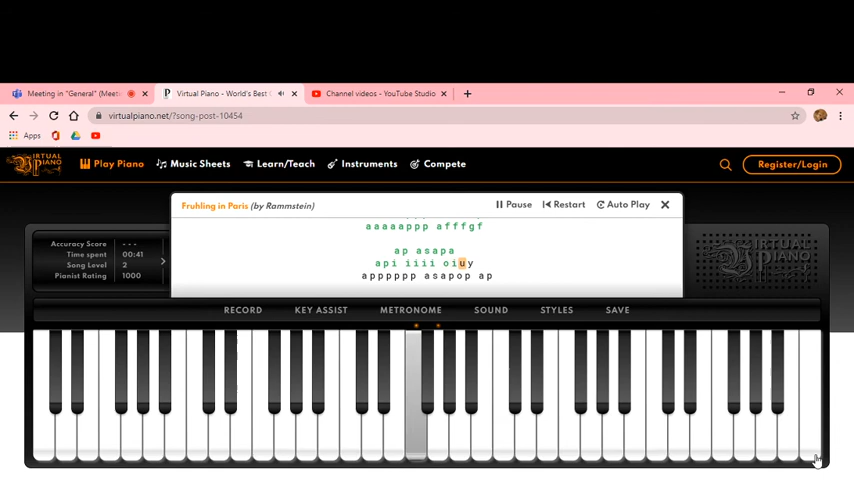 Meeting in "General" (Meeti
Virtual Piano - World's Best O
Channel videos - YouTube Studio
virtualpiano.net/?song-post-10454
Apps
VIRTUAL PIANO
Play Piano
Music Sheets
Learn/Teach
Instruments
Compete
Register/Login
Fruhling in Paris (by Rammstein)
Pause
Restart
Auto Play
aaaaappp afffgf
ap asapa
api iiii oiuy
apppppp asapop ap
Accuracy Score ---
Time spent 00:41
Song Level 2
Pianist Rating 1000
RECORD
KEY ASSIST
METRONOME
SOUND
STYLES
SAVE